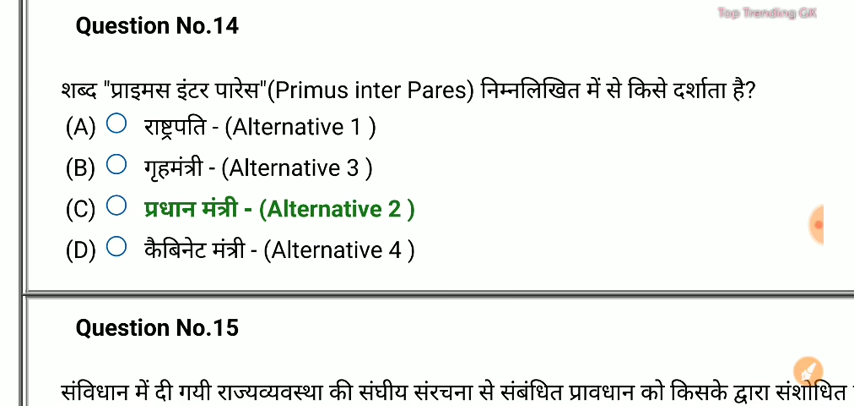 Top Trending GK
Question No.14
शब्द "प्राइमस इंटर पारेस"(Primus inter Pares) निम्नलिखित में से किसे दर्शाता है?
(A) राष्ट्रपति - (Alternative 1 )
(B) गृहमंत्री - (Alternative 3 )
(C) प्रधान मंत्री - (Alternative 2 )
(D) कैबिनेट मंत्री - (Alternative 4 )
Question No.15
संविधान में दी गयी राज्यव्यवस्था की संघीय संरचना से संबंधित प्रावधान को किसके द्वारा संशोधित